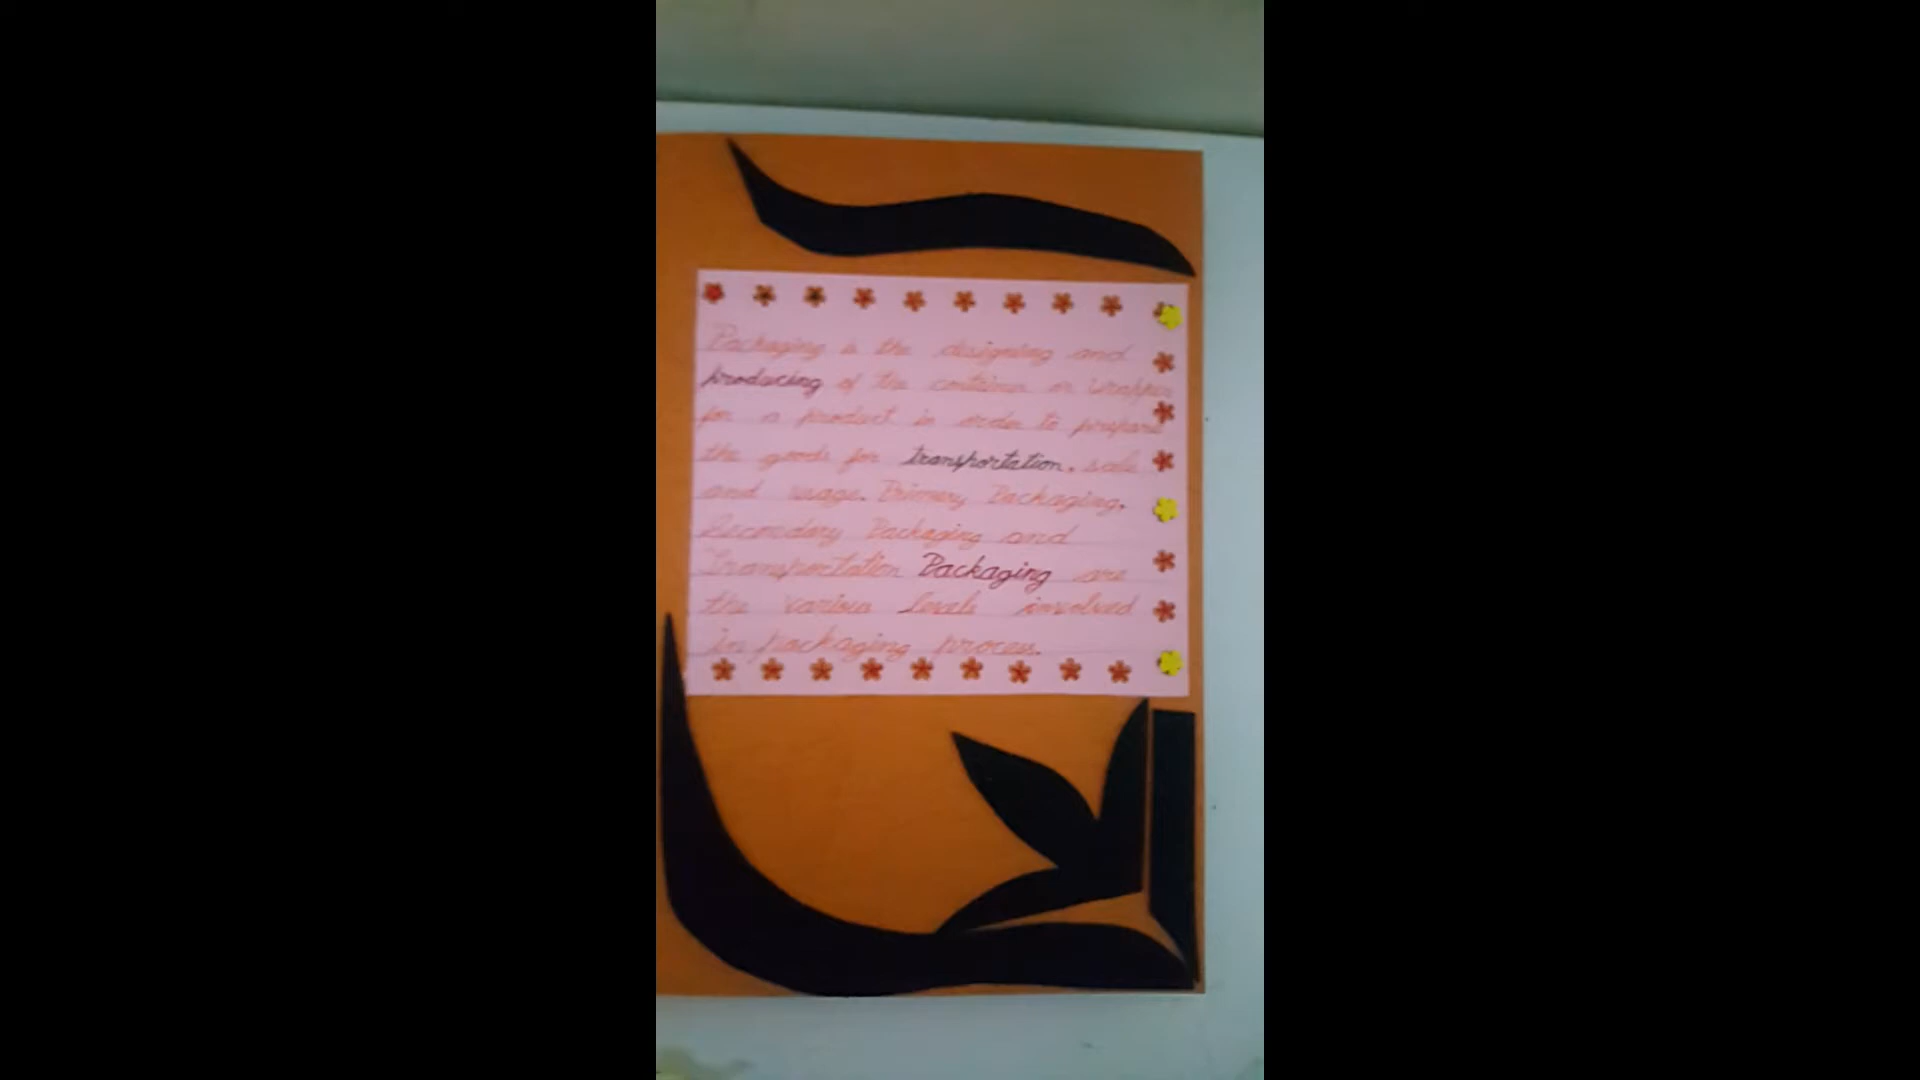 Packaging is the designing and
producing of the container or wrapper
for a product in order to prepare
the goods for transportation, sale
and usage. Primary Packaging,
Secondary Packaging and
Transportation Packaging are
the various levels involved
in packaging process.